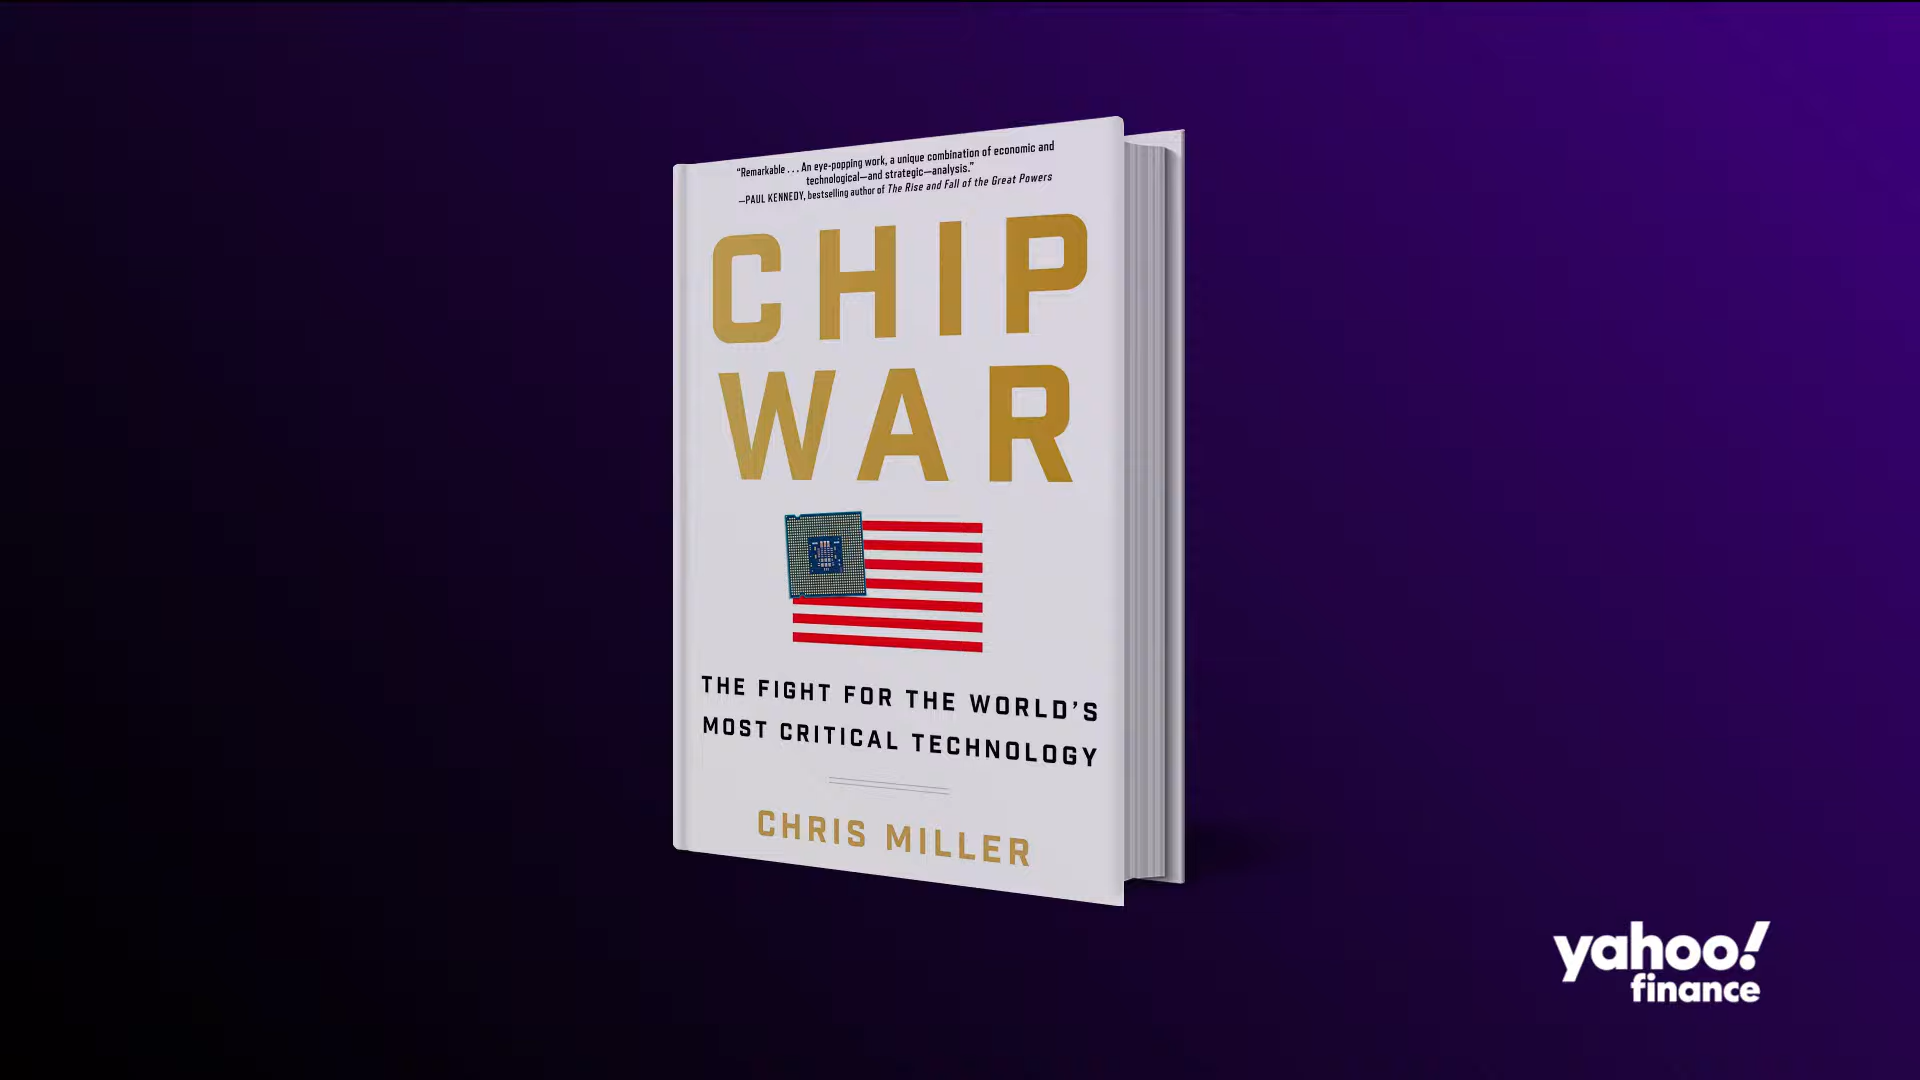 “Remarkable . . . An eye-popping work, a unique combination of economic and
technological—and strategic—analysis.”
—PAUL KENNEDY, bestselling author of The Rise and Fall of the Great Powers
CHIP
WAR
THE FIGHT FOR THE WORLD’S
MOST CRITICAL TECHNOLOGY
CHRIS MILLER
yahoo!
finance